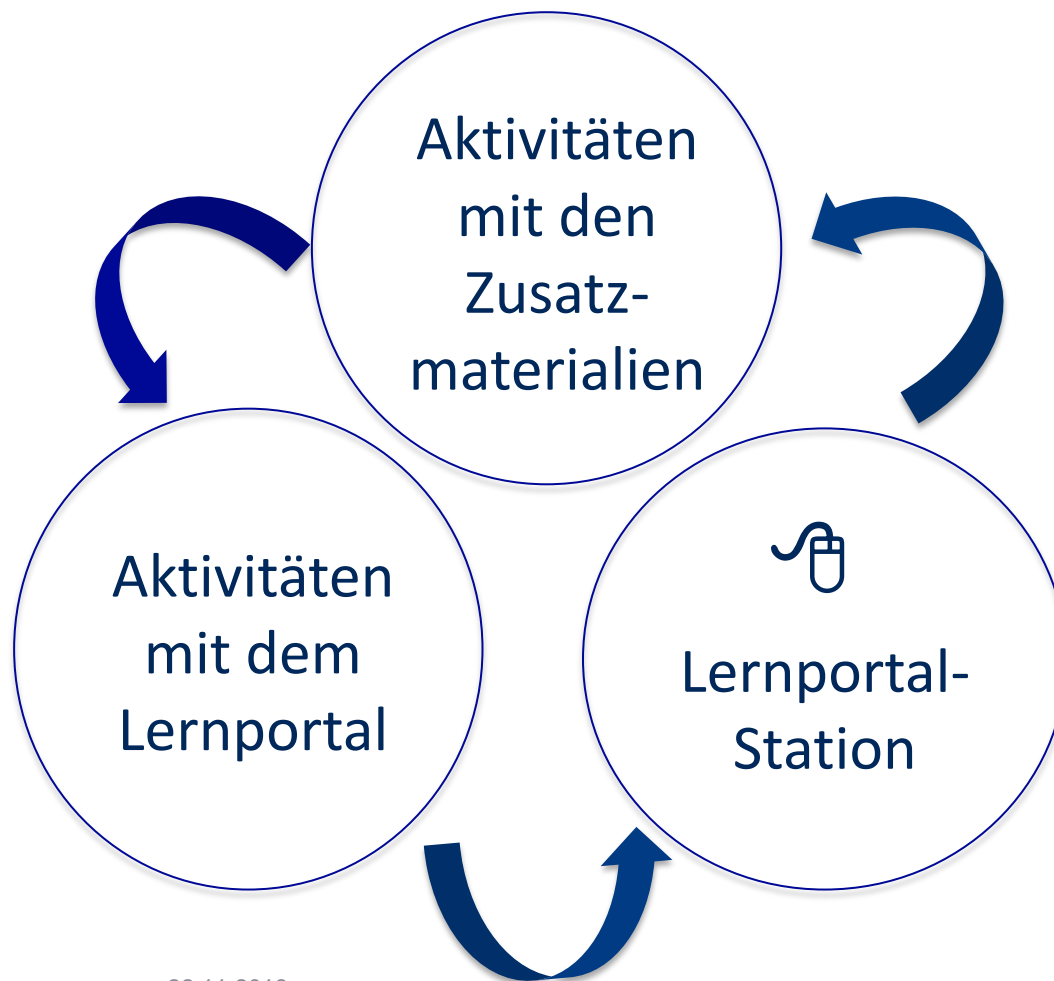 Aktivitäten
mit den
Zusatz-
materialien
Aktivitäten
mit dem
Lernportal
Lernportal-
Station